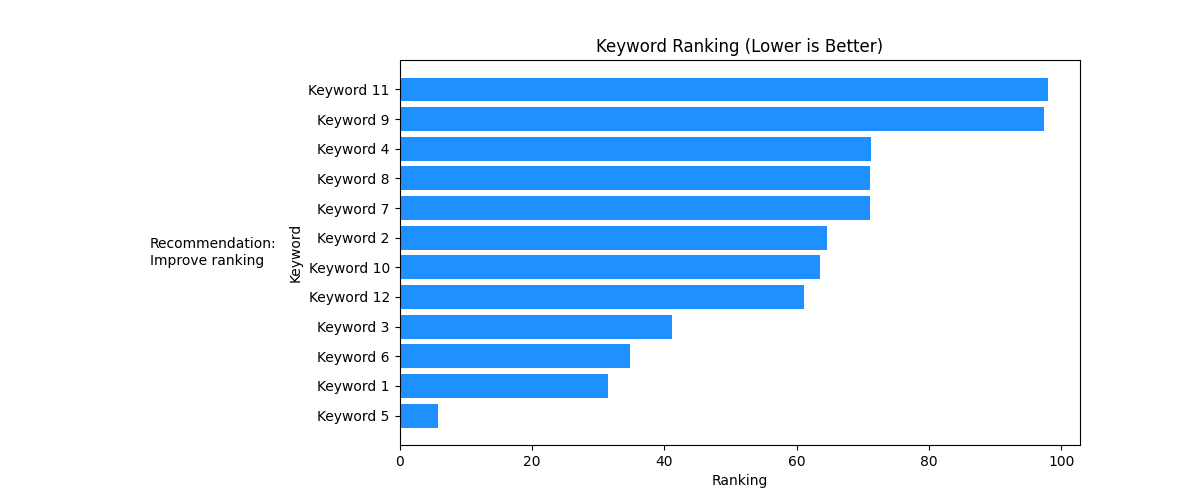 Keyword Ranking (Lower is Better)
Keyword 11
Keyword 9
Keyword 4
Keyword 8
Keyword 7
Keyword 2
Keyword 10
Keyword 12
Keyword 3
Keyword 6
Keyword 1
Keyword 5
Keyword
Recommendation:
Improve ranking
0 20 40 60 80 100
Ranking